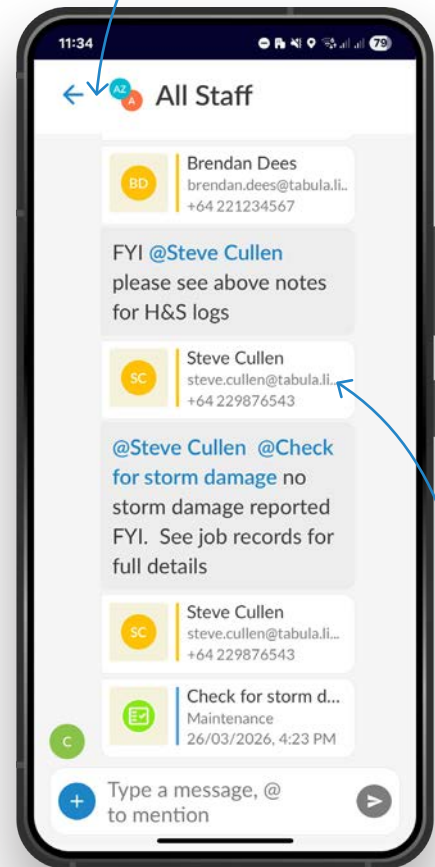 11:34
79
AZ
A
All Staff
BD
Brendan Dees
brendan.dees@tabula.li..
+64 221234567
FYI @Steve Cullen
please see above notes
for H&S logs
SC
Steve Cullen
steve.cullen@tabula.li...
+64 229876543
@Steve Cullen @Check
for storm damage no
storm damage reported
FYI. See job records for
full details
SC
Steve Cullen
steve.cullen@tabula.li...
+64 229876543
Check for storm d...
Maintenance
26/03/2026, 4:23 PM
C
Type a message, @
to mention